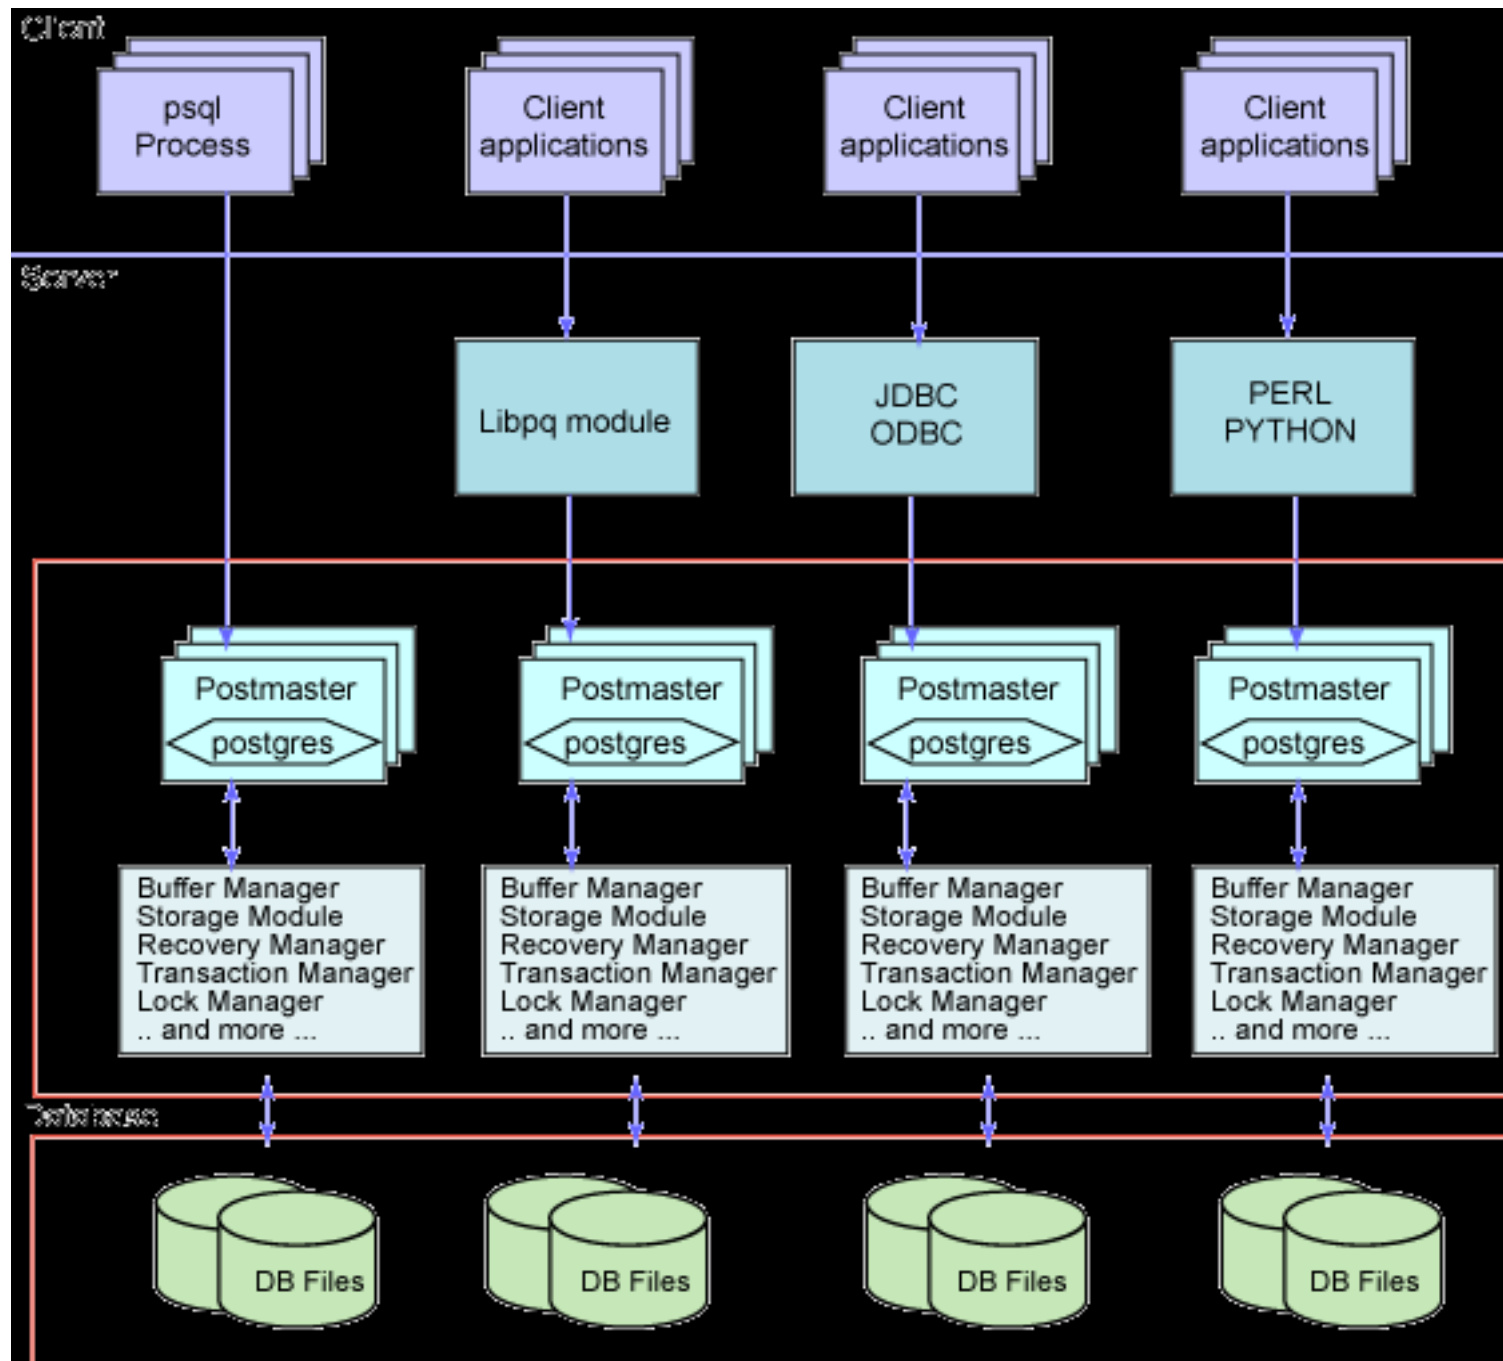 Client
psql
Process
Client
applications
Client
applications
Client
applications
Server
Libpq module
JDBC
ODBC
PERL
PYTHON
Postmaster
postgres
Postmaster
postgres
Postmaster
postgres
Postmaster
postgres
Buffer Manager
Storage Module
Recovery Manager
Transaction Manager
Lock Manager
.. and more ...
Buffer Manager
Storage Module
Recovery Manager
Transaction Manager
Lock Manager
.. and more ...
Buffer Manager
Storage Module
Recovery Manager
Transaction Manager
Lock Manager
.. and more ...
Buffer Manager
Storage Module
Recovery Manager
Transaction Manager
Lock Manager
.. and more ...
Database
DB Files
DB Files
DB Files
DB Files